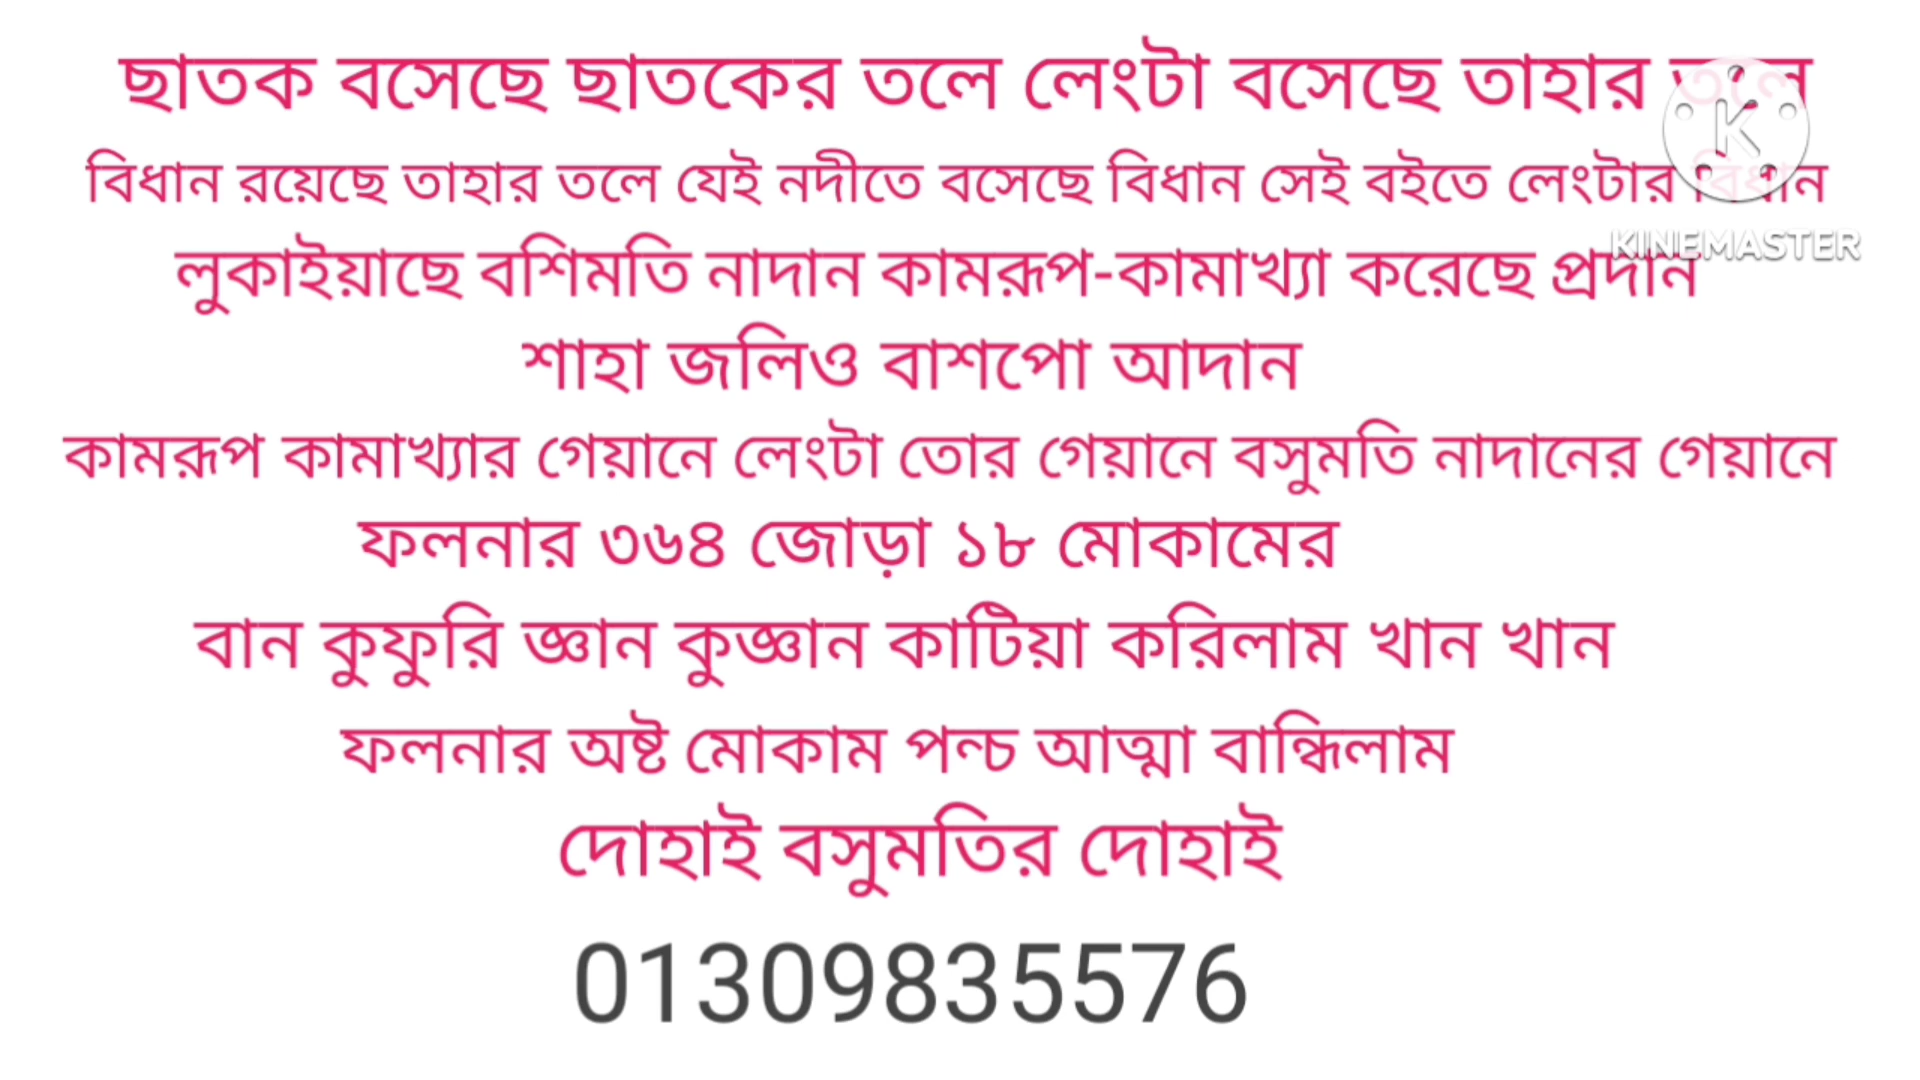 ছাতক বসেছে ছাতকের তলে লেংটা বসেছে তাহার তলে
বিধান রয়েছে তাহার তলে যেই নদীতে বসেছে বিধান সেই বইতে লেংটার বিধান
লুকাইয়াছে বশিমতি নাদান কামরূপ-কামাখ্যা করেছে প্রদান
শাহা জলিও বাশপো আদান
কামরূপ কামাখ্যার গেয়ানে লেংটা তোর গেয়ানে বসুমতি নাদানের গেয়ানে
ফলনার ৩৬৪ জোড়া ১৮ মোকামের
বান কুফুরি জ্ঞান কুজ্ঞান কাটিয়া করিলাম খান খান
ফলনার অষ্ট মোকাম পন্চ আত্মা বান্ধিলাম
দোহাই বসুমতির দোহাই
01309835576
K
KINEMASTER